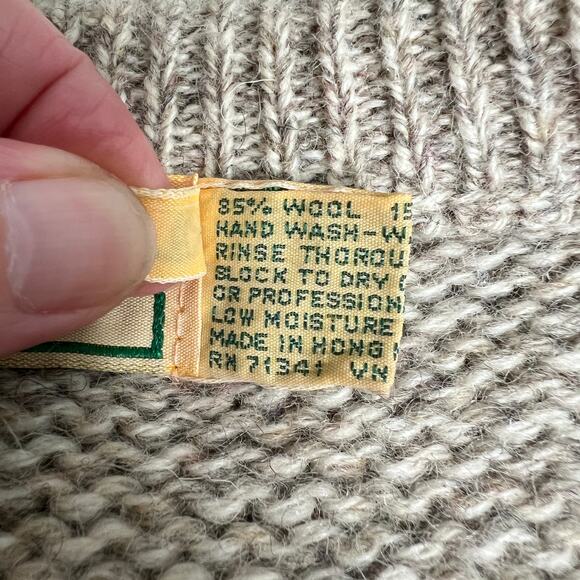 85% WOOL 15
HAND WASH-W
RINSE THOROU
BLOCK TO DRY
OR PROFESSION
LOW MOISTURE
MADE IN HONG
RN 71341 VN